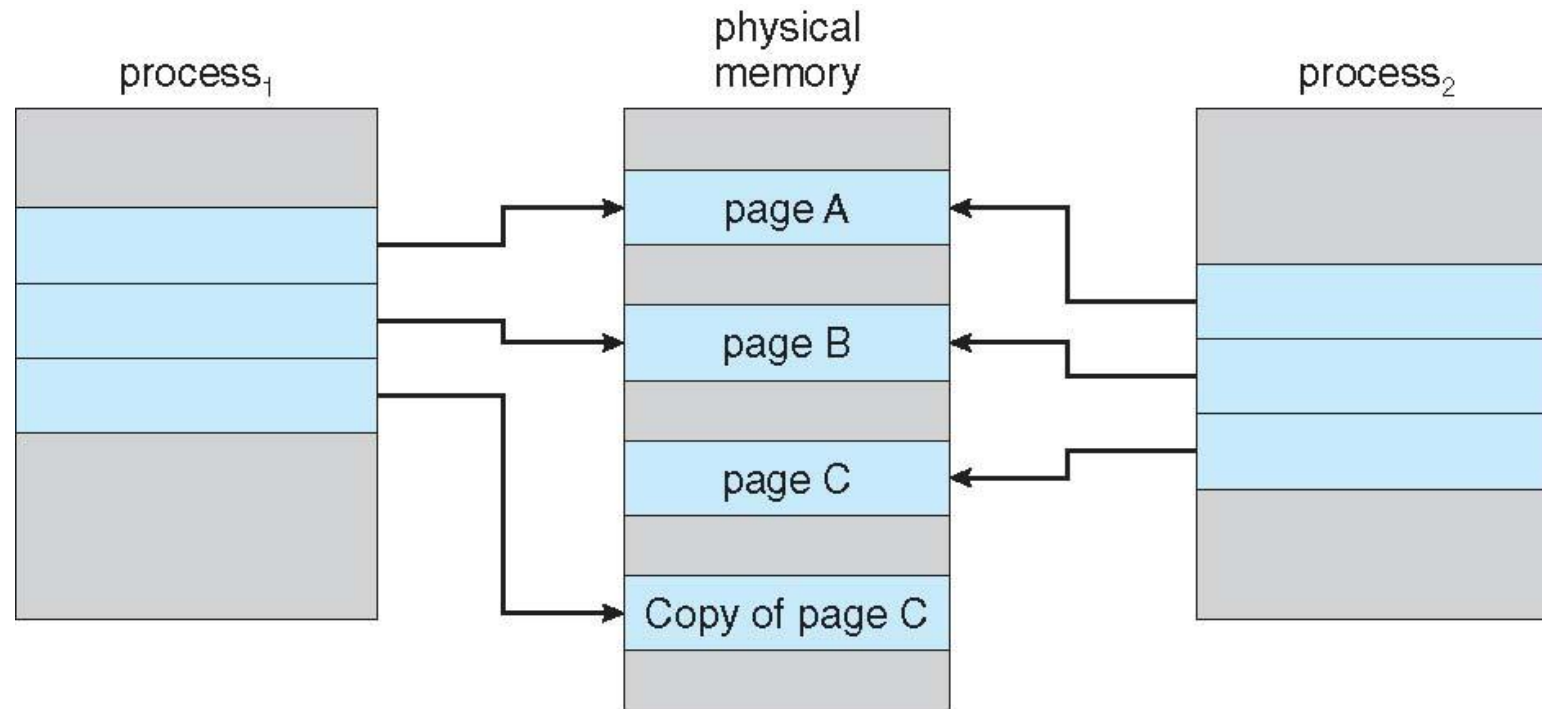 process₁
physical
memory
process₂
page A
page B
page C
Copy of page C